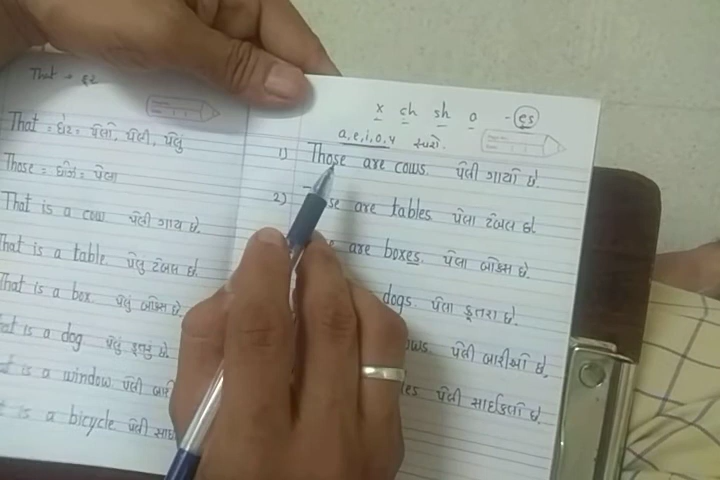 That → દૂર
That = ધેટ = પેલો, પેલી, પેલું
Those = ધોઝ = પેલા
That is a cow પેલી ગાય છે.
That is a table. પેલું ટેબલ છે.
That is a box. પેલું બોક્સ છે.
that is a dog પેલું કુતરું છે.
is a window. પેલી બારી
is a bicycle પેલી
x ch sh o - es
a, e, i, o, u સ્વરો.
1) Those are cows. પેલી ગાયો છે.
2) are tables પેલા ટેબલ છે
are boxes. પેલા બોક્સ છે.
dogs. પેલા કૂતરા છે.
પેલી બારીઓ છે.
પેલી સાઈકલો છે.